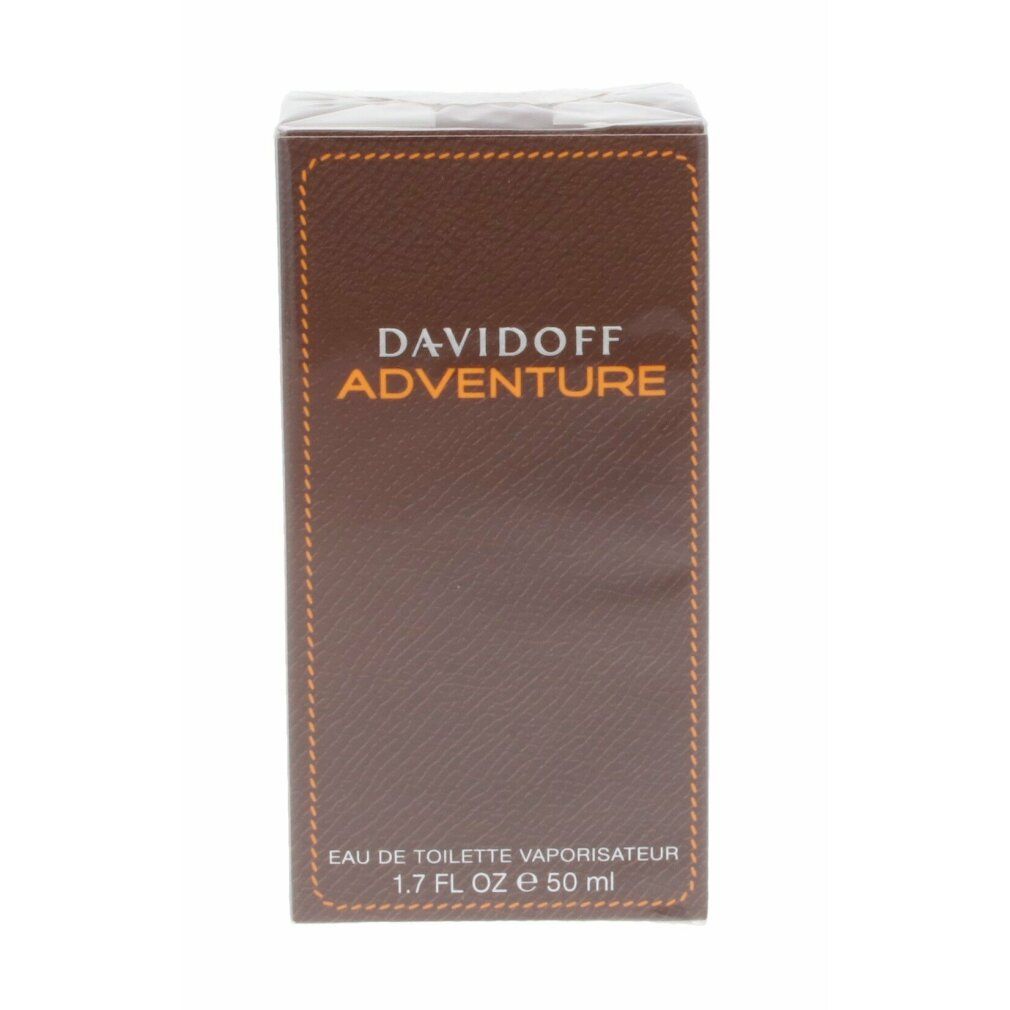 DAVIDOFF
ADVENTURE
EAU DE TOILETTE VAPORISATEUR
1.7 FL OZ ℮ 50 ml